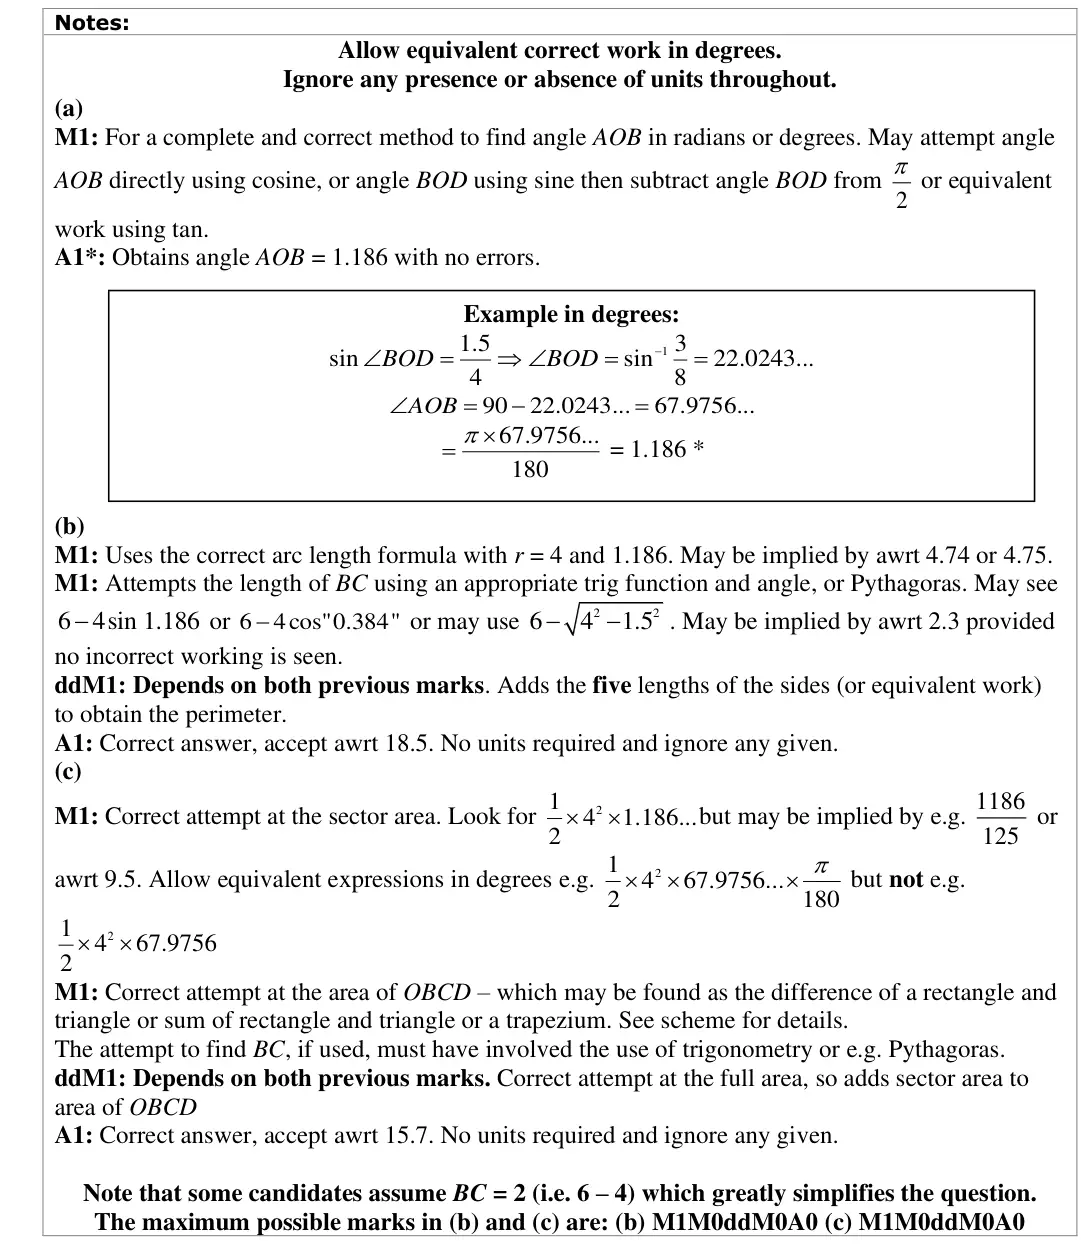 Notes:
Allow equivalent correct work in degrees.
Ignore any presence or absence of units throughout.
(a)
M1: For a complete and correct method to find angle AOB in radians or degrees. May attempt angle
AOB directly using cosine, or angle BOD using sine then subtract angle BOD from π/2 or equivalent
work using tan.
A1*: Obtains angle AOB = 1.186 with no errors.
Example in degrees:
sin ∠BOD = 1.5/4 ⇒ ∠BOD = sin⁻¹ 3/8 = 22.0243...
∠AOB = 90 − 22.0243... = 67.9756...
= π × 67.9756.../180 = 1.186 *
(b)
M1: Uses the correct arc length formula with r = 4 and 1.186. May be implied by awrt 4.74 or 4.75.
M1: Attempts the length of BC using an appropriate trig function and angle, or Pythagoras. May see
6 − 4 sin 1.186 or 6 − 4 cos "0.384" or may use 6 − √(4² − 1.5²) . May be implied by awrt 2.3 provided
no incorrect working is seen.
ddM1: Depends on both previous marks. Adds the five lengths of the sides (or equivalent work)
to obtain the perimeter.
A1: Correct answer, accept awrt 18.5. No units required and ignore any given.
(c)
M1: Correct attempt at the sector area. Look for 1/2 × 4² × 1.186... but may be implied by e.g. 1186/125 or
awrt 9.5. Allow equivalent expressions in degrees e.g. 1/2 × 4² × 67.9756... × π/180 but not e.g.
1/2 × 4² × 67.9756
M1: Correct attempt at the area of OBCD – which may be found as the difference of a rectangle and
triangle or sum of rectangle and triangle or a trapezium. See scheme for details.
The attempt to find BC, if used, must have involved the use of trigonometry or e.g. Pythagoras.
ddM1: Depends on both previous marks. Correct attempt at the full area, so adds sector area to
area of OBCD
A1: Correct answer, accept awrt 15.7. No units required and ignore any given.
Note that some candidates assume BC = 2 (i.e. 6 – 4) which greatly simplifies the question.
The maximum possible marks in (b) and (c) are: (b) M1M0ddM0A0 (c) M1M0ddM0A0